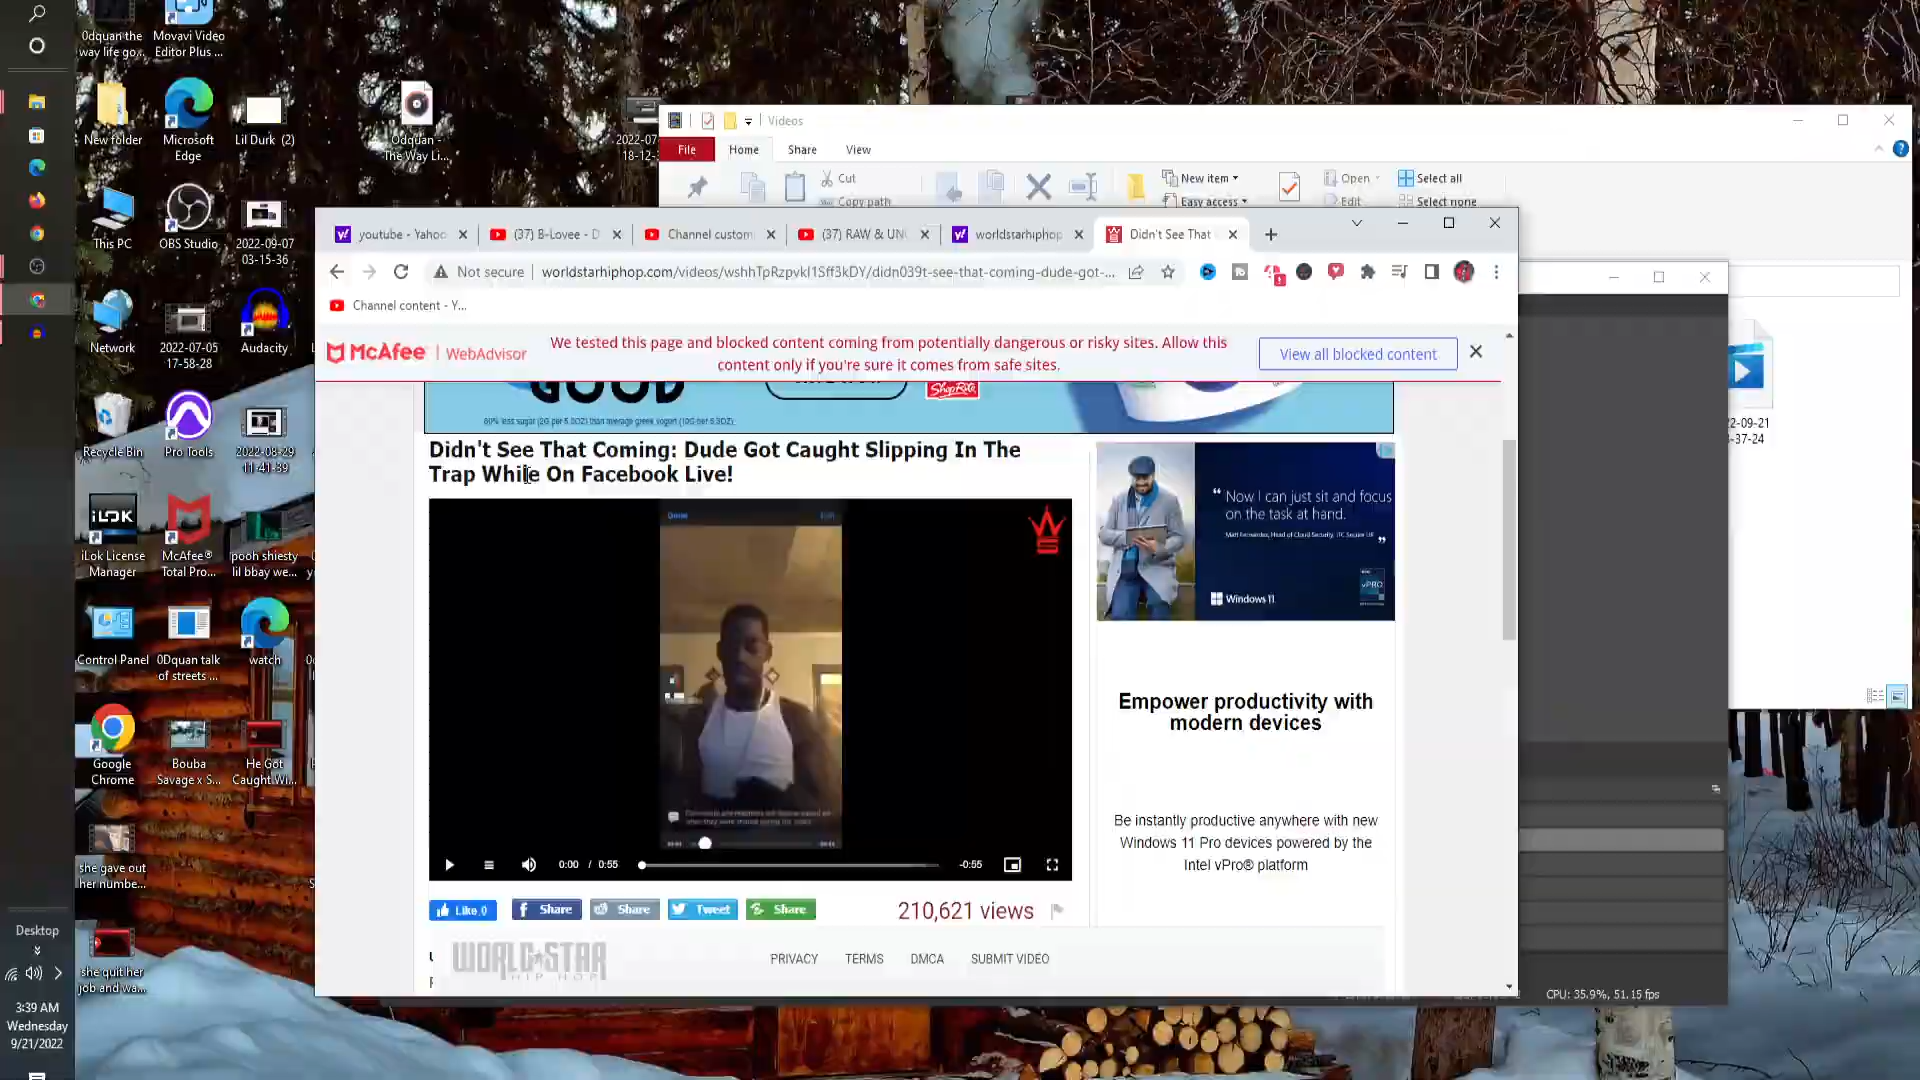 0dquan the
way life go...
Movavi Video
Editor Plus ...
New folder
Microsoft
Edge
Lil Durk (2)
Odquan -
The Way Li...
This PC
OBS Studio
2022-09-07
03-15-36
Network
2022-07-05
17-58-28
Audacity
Recycle Bin
Pro Tools
2022-08-29
11-41-39
iLOK
iLok License
Manager
McAfee®
Total Pro...
pooh shiesty
lil bbay we...
Control Panel
0Dquan talk
of streets ...
watch
Google
Chrome
Bouba
Savage x S...
He Got
Caught Wi...
she gave out
her numbe...
she quit her
job and wa...
Desktop
3:39 AM
Wednesday
9/21/2022
Videos
File
Home
Share
View
Cut
Copy path
New item
Easy access
Open
Edit
Select all
Select none
youtube - Yahoo
(37) B-Lovee - D
Channel custom
(37) RAW & UN
worldstarhiphop
Didn't See That
Not secure
worldstarhiphop.com/videos/wshhTpRzpvkI1Sff3kDY/didn039t-see-that-coming-dude-got-...
Channel content - Y...
McAfee | WebAdvisor
We tested this page and blocked content coming from potentially dangerous or risky sites. Allow this
content only if you're sure it comes from safe sites.
View all blocked content
GOOD
ShopRite
Didn't See That Coming: Dude Got Caught Slipping In The
Trap While On Facebook Live!
0:00 / 0:55
-0:55
Like 0
Share
Share
Tweet
Share
210,621 views
WORLD STAR
HIP HOP
PRIVACY
TERMS
DMCA
SUBMIT VIDEO
“ Now I can just sit and focus
on the task at hand.
”
Windows 11
vPRO
Empower productivity with
modern devices
Be instantly productive anywhere with new
Windows 11 Pro devices powered by the
Intel vPro® platform
CPU: 35.9%, 51.15 fps